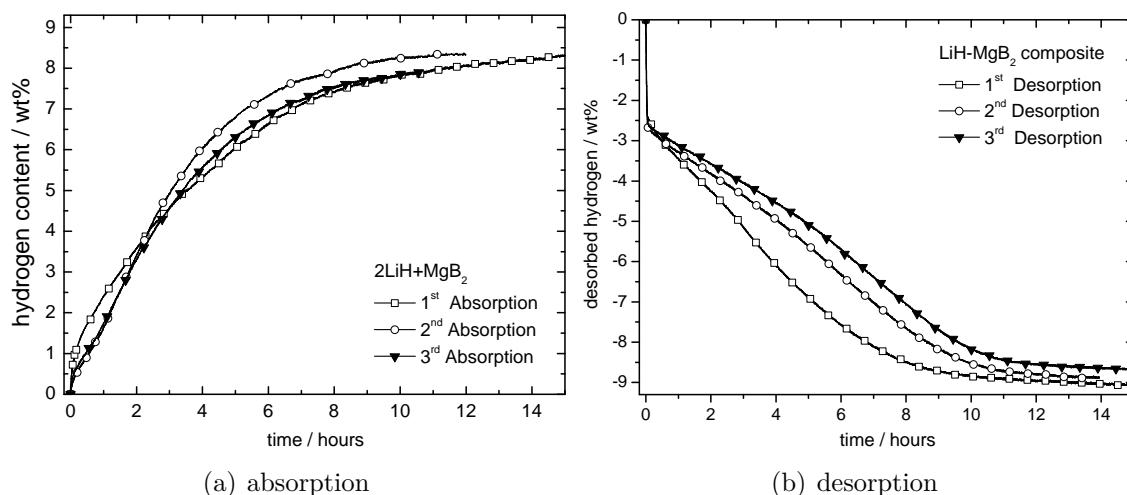 9
8
7
6
5
4
3
2
1
0
hydrogen content / wt%
2LiH+MgB₂
1ˢᵗ Absorption
2ⁿᵈ Absorption
3ʳᵈ Absorption
0 2 4 6 8 10 12 14
time / hours
(a) absorption
0
-1
-2
-3
-4
-5
-6
-7
-8
-9
desorbed hydrogen / wt%
LiH-MgB₂ composite
1ˢᵗ Desorption
2ⁿᵈ Desorption
3ʳᵈ Desorption
0 2 4 6 8 10 12 14
time / hours
(b) desorption